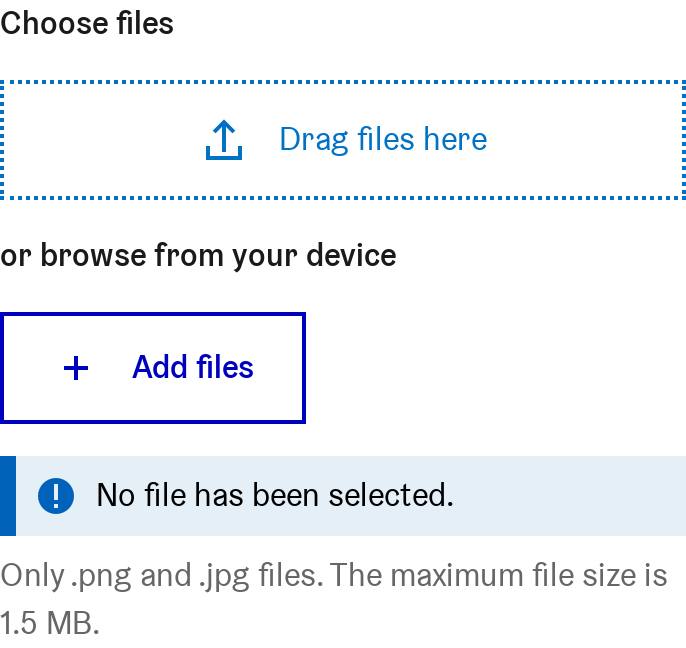 Choose files
Drag files here
or browse from your device
Add files
No file has been selected.
Only .png and .jpg files. The maximum file size is
1.5 MB.